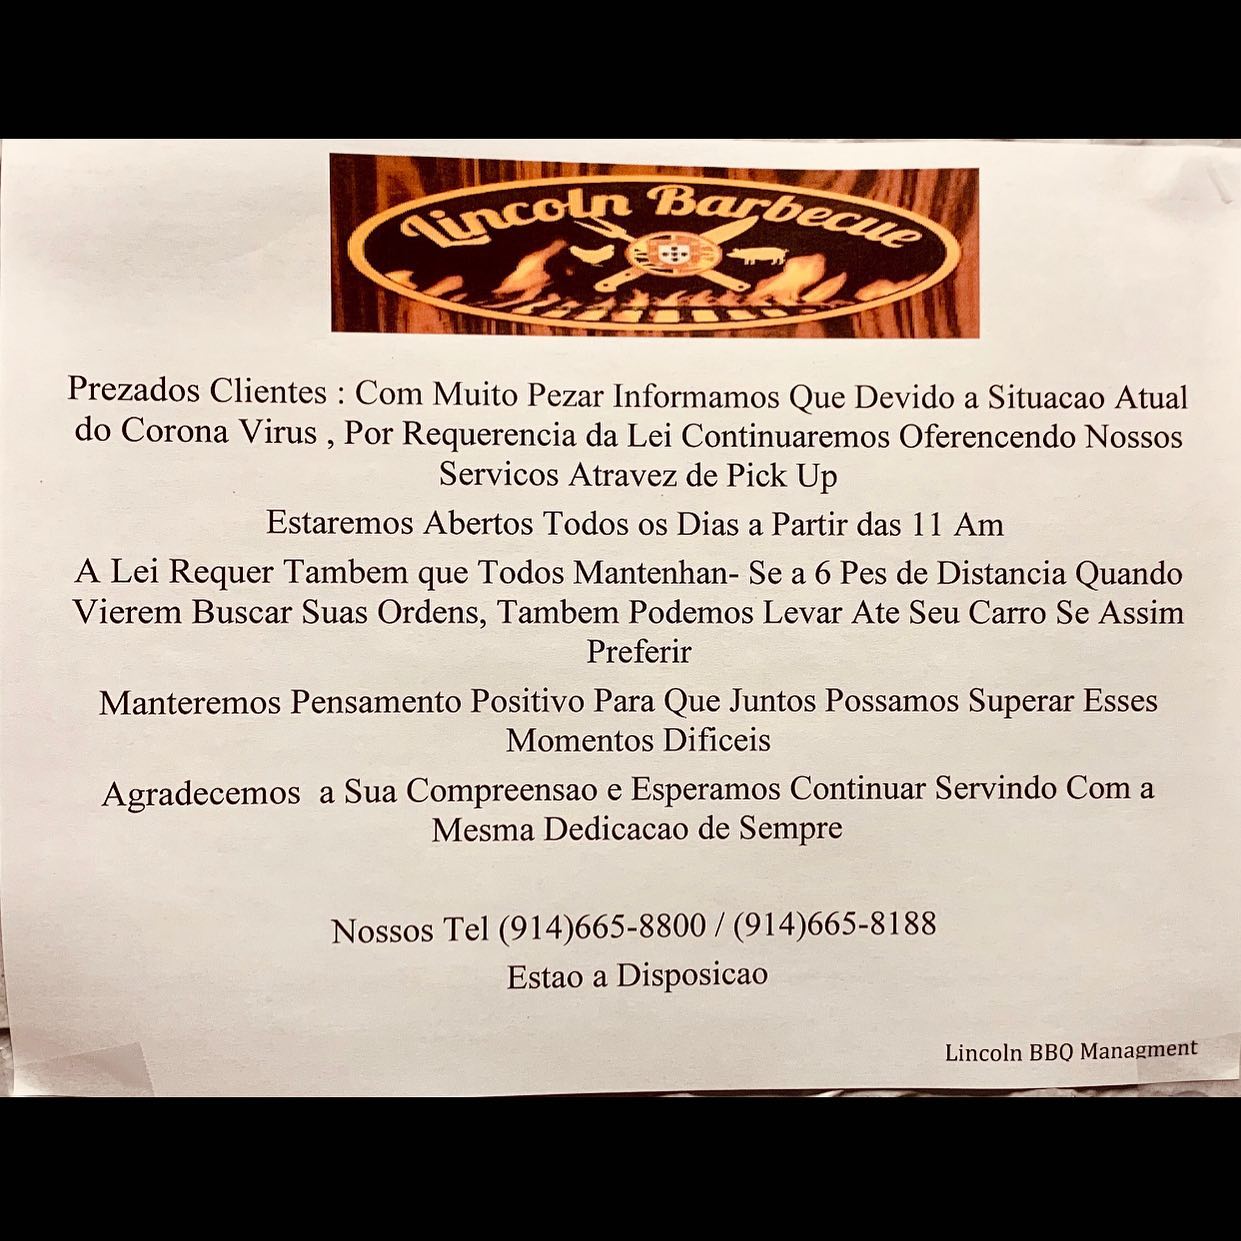 Lincoln Barbecue
Prezados Clientes : Com Muito Pezar Informamos Que Devido a Situacao Atual
do Corona Virus , Por Requerencia da Lei Continuaremos Oferencendo Nossos
Servicos Atravez de Pick Up
Estaremos Abertos Todos os Dias a Partir das 11 Am
A Lei Requer Tambem que Todos Mantenhan- Se a 6 Pes de Distancia Quando
Vierem Buscar Suas Ordens, Tambem Podemos Levar Ate Seu Carro Se Assim
Preferir
Manteremos Pensamento Positivo Para Que Juntos Possamos Superar Esses
Momentos Dificeis
Agradecemos a Sua Compreensao e Esperamos Continuar Servindo Com a
Mesma Dedicacao de Sempre
Nossos Tel (914)665-8800 / (914)665-8188
Estao a Disposicao
Lincoln BBQ Managment